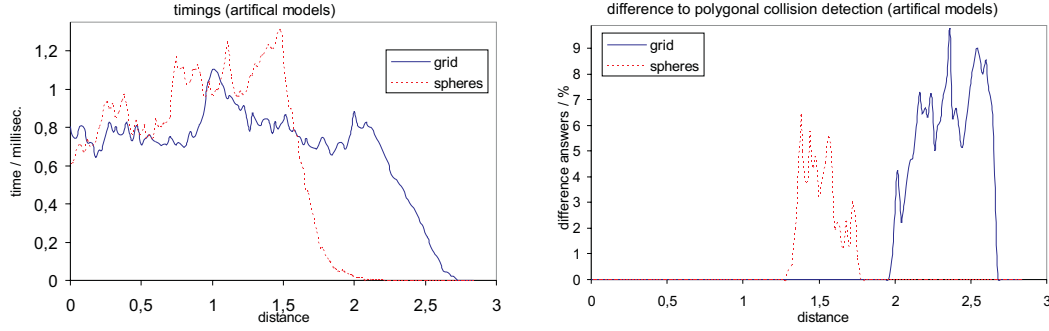 timings (artifical models)
time / millisec.
1,2
1
0,8
0,6
0,4
0,2
0
grid
spheres
0 0,5 1 1,5 2 2,5 3
distance
difference to polygonal collision detection (artifical models)
difference answers / %
9
8
7
6
5
4
3
2
1
0
grid
spheres
0 0,5 1 1,5 2 2,5 3
distance